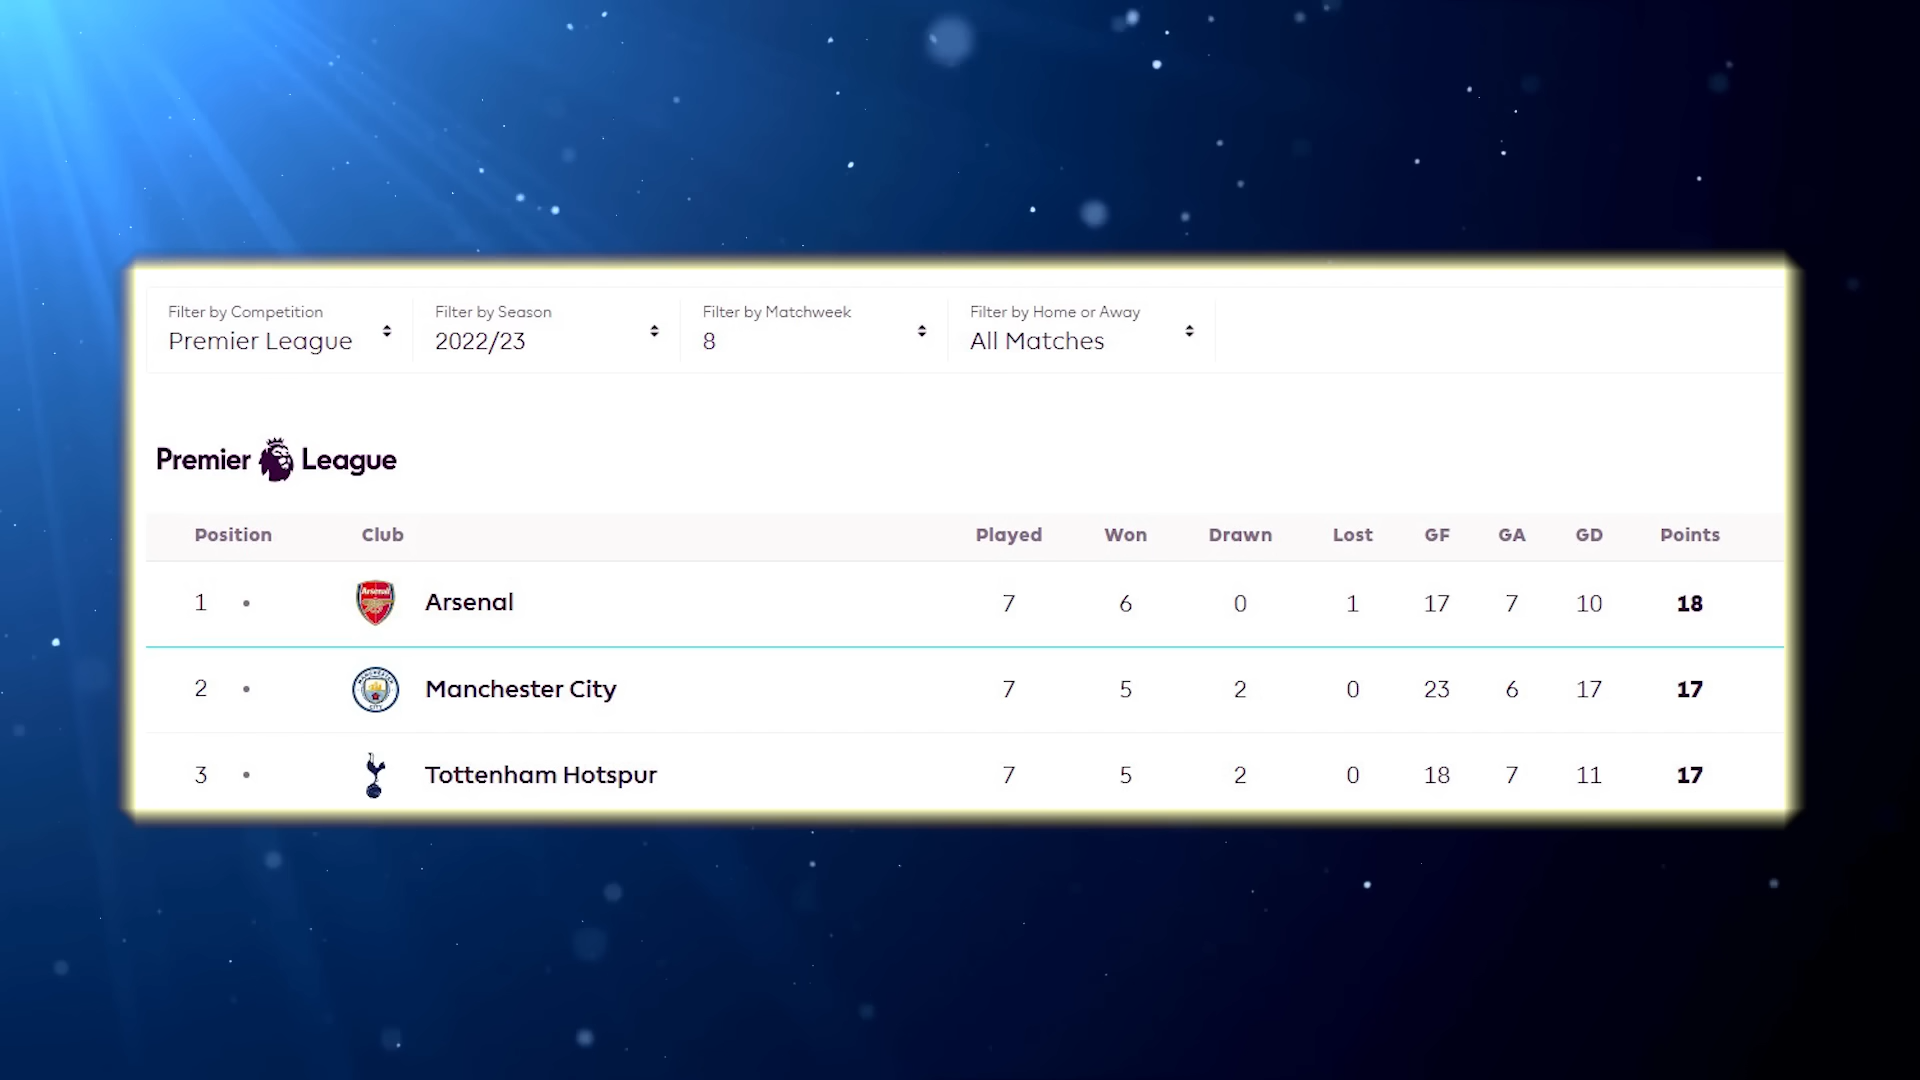 Filter by Competition Filter by Season Filter by Matchweek Filter by Home or Away
Premier League 2022/23 8 All Matches
Premier League
Position Club Played Won Drawn Lost GF GA GD Points
1 Arsenal 7 6 0 1 17 7 10 18
2 Manchester City 7 5 2 0 23 6 17 17
3 Tottenham Hotspur 7 5 2 0 18 7 11 17